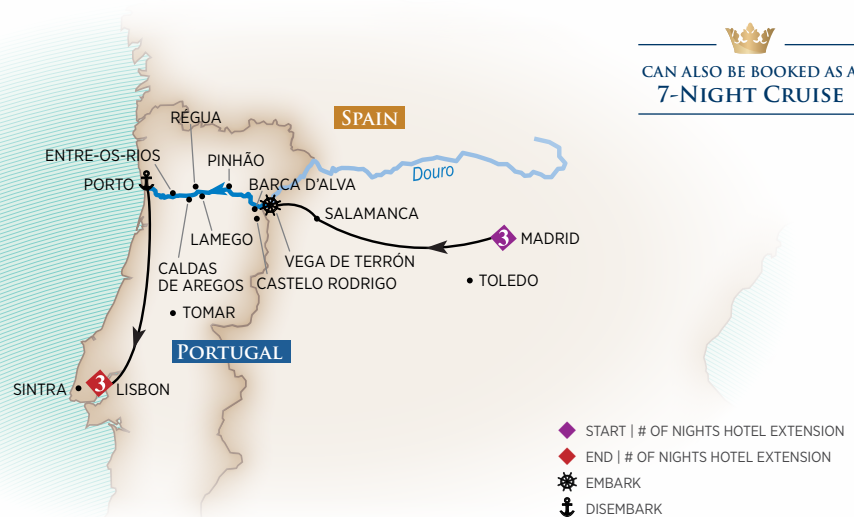 CAN ALSO BE BOOKED AS A
7-NIGHT CRUISE
SPAIN
RÉGUA
ENTRE-OS-RIOS
PINHÃO
Douro
PORTO
BARCA D'ALVA
SALAMANCA
LAMEGO
3
MADRID
VEGA DE TERRÓN
CALDAS
DE AREGOS
CASTELO RODRIGO
TOLEDO
TOMAR
PORTUGAL
SINTRA
3
LISBON
START | # OF NIGHTS HOTEL EXTENSION
END | # OF NIGHTS HOTEL EXTENSION
EMBARK
DISEMBARK